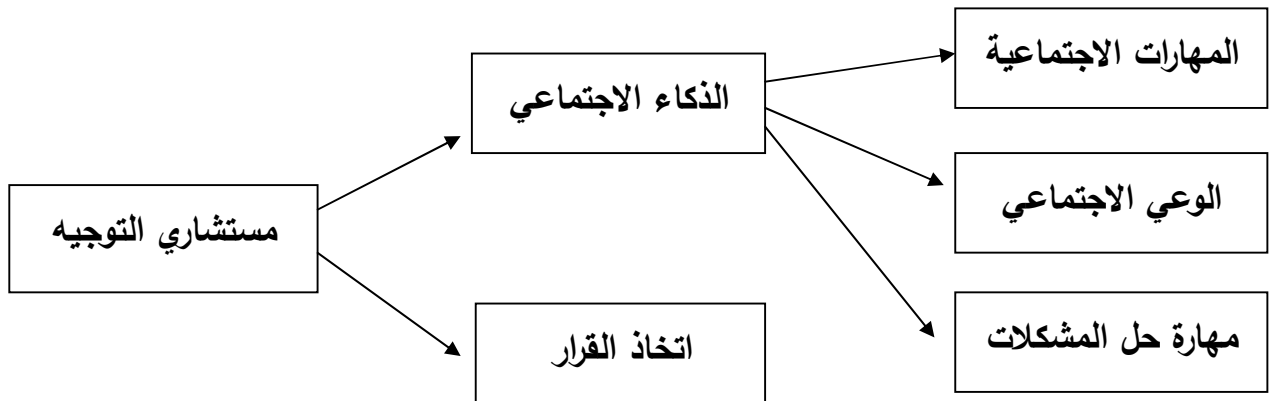 المهارات الاجتماعية
الذكاء الاجتماعي
الوعي الاجتماعي
مستشاري التوجيه
اتخاذ القرار
مهارة حل المشكلات